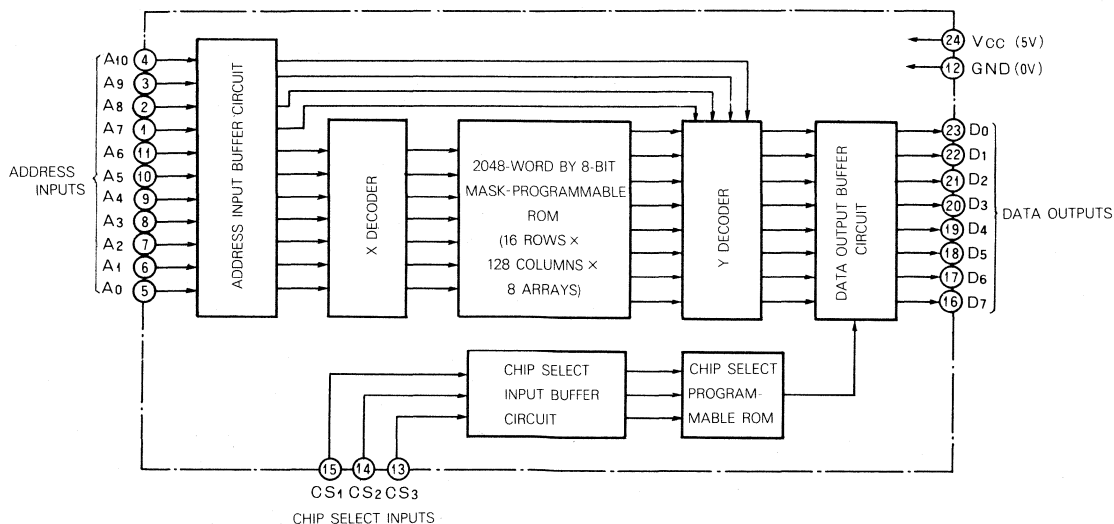 A10 4
A9 3
A8 2
A7 1
A6 11
A5 10
A4 9
A3 8
A2 7
A1 6
A0 5
ADDRESS
INPUTS
ADDRESS INPUT BUFFER CIRCUIT
X DECODER
2048-WORD BY 8-BIT
MASK-PROGRAMMABLE
ROM
(16 ROWS ×
128 COLUMNS ×
8 ARRAYS)
Y DECODER
DATA OUTPUT BUFFER
CIRCUIT
24 VCC (5V)
12 GND (0V)
23 D0
22 D1
21 D2
20 D3
19 D4
18 D5
17 D6
16 D7
DATA OUTPUTS
CHIP SELECT
INPUT BUFFER
CIRCUIT
CHIP SELECT
PROGRAM-
MABLE ROM
15 14 13
CS1 CS2 CS3
CHIP SELECT INPUTS